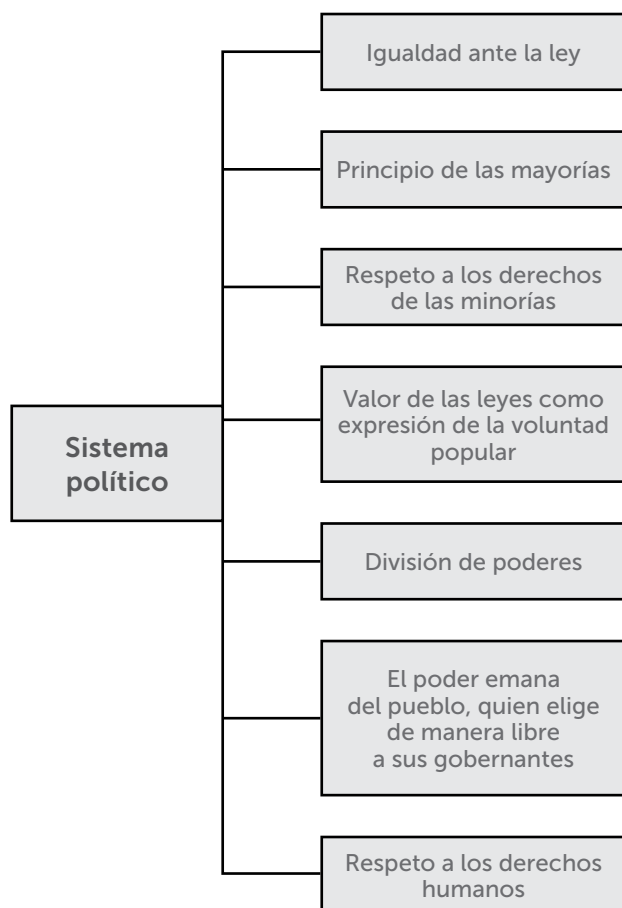 Igualdad ante la ley
Principio de las mayorías
Respeto a los derechos
de las minorías
Valor de las leyes como
expresión de la voluntad
popular
Sistema
político
División de poderes
El poder emana
del pueblo, quien elige
de manera libre
a sus gobernantes
Respeto a los derechos
humanos